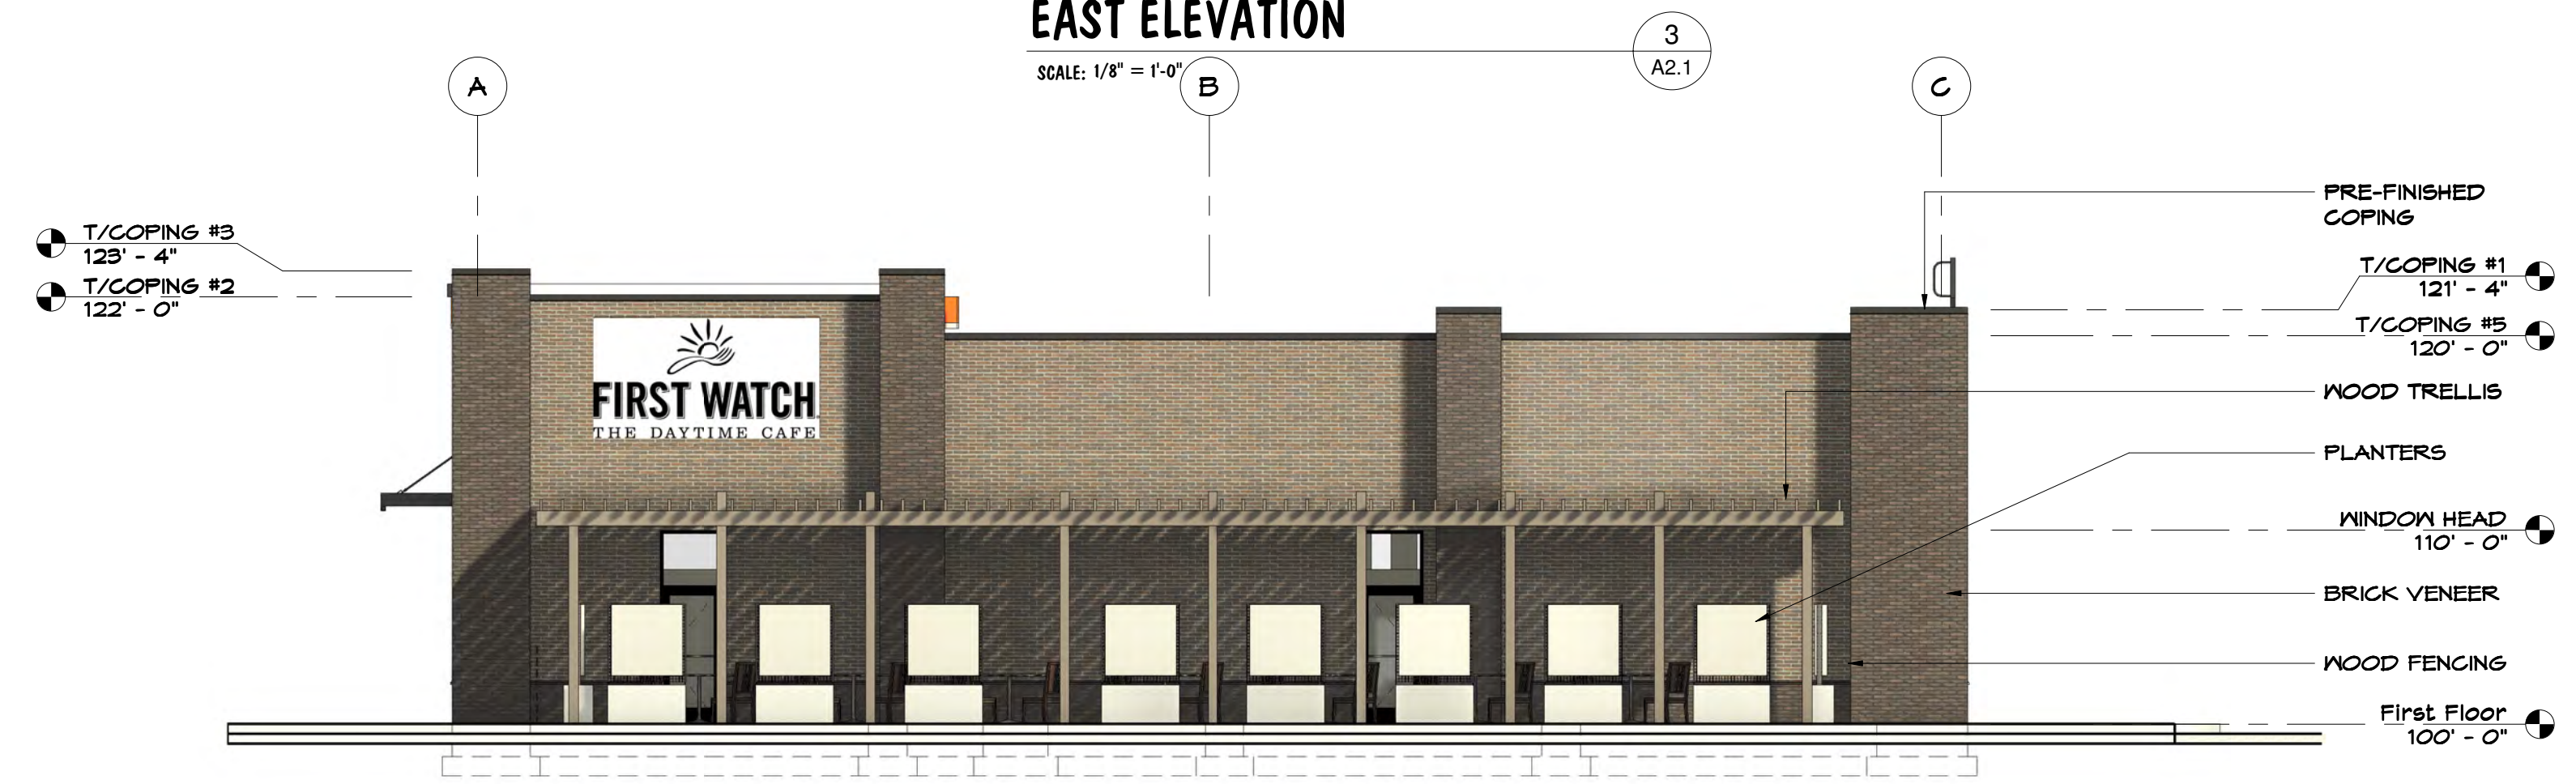 EAST ELEVATION
SCALE: 1/8" = 1'-0"
3
A2.1
A
B
C
T/COPING #3
123' - 4"
T/COPING #2
122' - 0"
FIRST WATCH
THE DAYTIME CAFE
PRE-FINISHED
COPING
T/COPING #1
121' - 4"
T/COPING #5
120' - 0"
WOOD TRELLIS
PLANTERS
WINDOW HEAD
110' - 0"
BRICK VENEER
WOOD FENCING
First Floor
100' - 0"